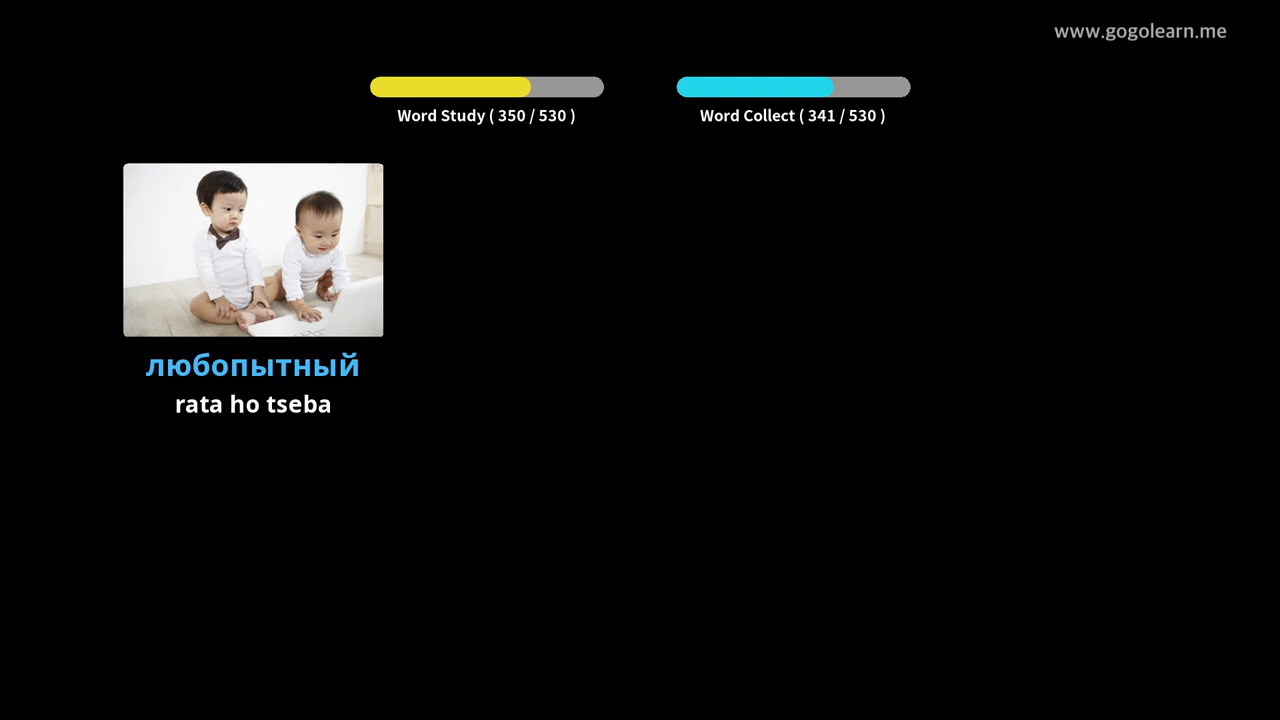 www.gogolearn.me
Word Study ( 350 / 530 )
Word Collect ( 341 / 530 )
любопытный
rata ho tseba